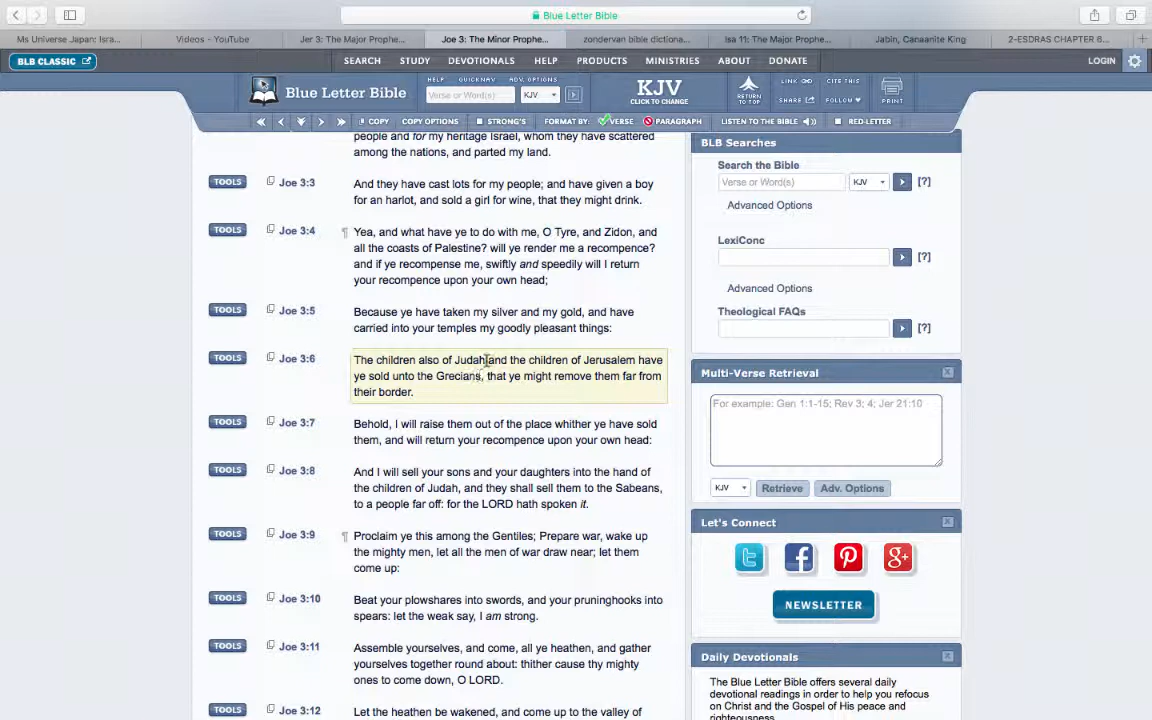 Blue Letter Bible
Ms Universe Japan: Isra...
Videos - YouTube
Jer 3: The Major Prophe...
Joe 3: The Minor Prophe...
zondervan bible dictiona...
Isa 11: The Major Prophe...
Jabin, Canaanite King
2-ESDRAS CHAPTER 6...
BLB CLASSIC
SEARCH STUDY DEVOTIONALS HELP PRODUCTS MINISTRIES ABOUT DONATE
LOGIN
Blue Letter Bible
HELP QUICKNAV ADV. OPTIONS
Verse or Word(s) KJV
KJV
CLICK TO CHANGE
RETURN
TO TOP
LINK
CITE THIS
SHARE
FOLLOW
PRINT
COPY COPY OPTIONS STRONG'S FORMAT BY: VERSE PARAGRAPH LISTEN TO THE BIBLE RED-LETTER
people and for my heritage Israel, whom they have scattered
among the nations, and parted my land.
TOOLS Joe 3:3 And they have cast lots for my people; and have given a boy
for an harlot, and sold a girl for wine, that they might drink.
TOOLS Joe 3:4 ¶ Yea, and what have ye to do with me, O Tyre, and Zidon, and
all the coasts of Palestine? will ye render me a recompence?
and if ye recompense me, swiftly and speedily will I return
your recompence upon your own head;
TOOLS Joe 3:5 Because ye have taken my silver and my gold, and have
carried into your temples my goodly pleasant things:
TOOLS Joe 3:6 The children also of Judah and the children of Jerusalem have
ye sold unto the Grecians, that ye might remove them far from
their border.
TOOLS Joe 3:7 Behold, I will raise them out of the place whither ye have sold
them, and will return your recompence upon your own head:
TOOLS Joe 3:8 And I will sell your sons and your daughters into the hand of
the children of Judah, and they shall sell them to the Sabeans,
to a people far off: for the LORD hath spoken it.
TOOLS Joe 3:9 ¶ Proclaim ye this among the Gentiles; Prepare war, wake up
the mighty men, let all the men of war draw near; let them
come up:
TOOLS Joe 3:10 Beat your plowshares into swords, and your pruninghooks into
spears: let the weak say, I am strong.
TOOLS Joe 3:11 Assemble yourselves, and come, all ye heathen, and gather
yourselves together round about: thither cause thy mighty
ones to come down, O LORD.
TOOLS Joe 3:12 Let the heathen be wakened, and come up to the valley of
BLB Searches
Search the Bible
Verse or Word(s) KJV [?]
Advanced Options
LexiConc
[?]
Advanced Options
Theological FAQs
[?]
Multi-Verse Retrieval
For example: Gen 1:1-15; Rev 3; 4; Jer 21:10
KJV Retrieve Adv. Options
Let's Connect
NEWSLETTER
Daily Devotionals
The Blue Letter Bible offers several daily
devotional readings in order to help you refocus
on Christ and the Gospel of His peace and
righteousness.